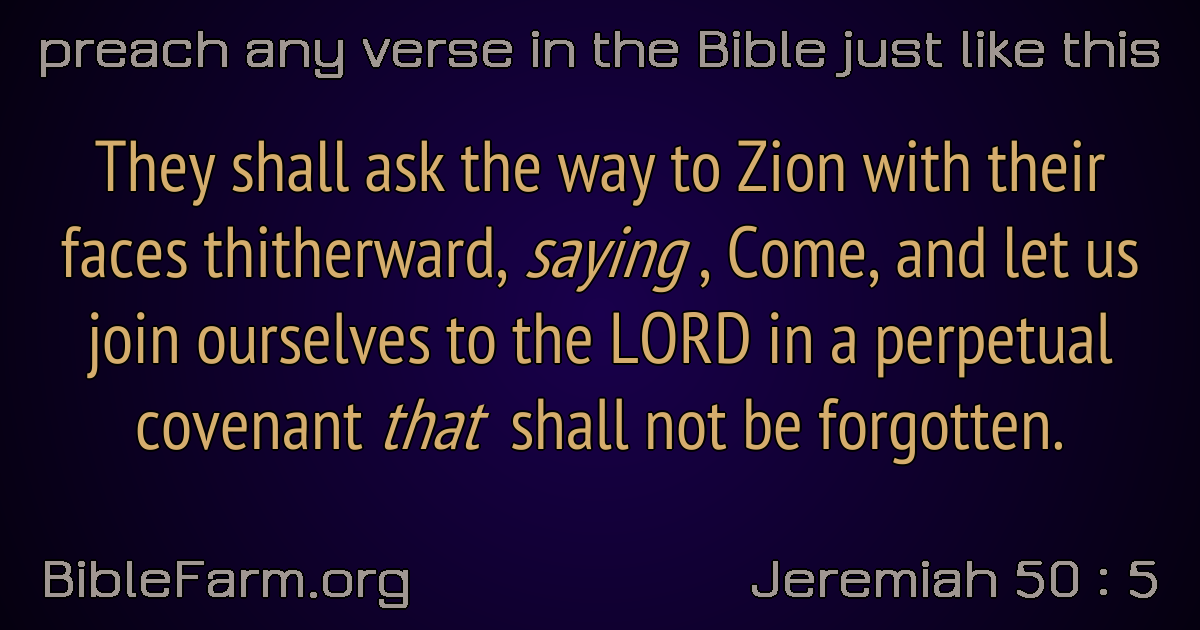 preach any verse in the Bible just like this
They shall ask the way to Zion with their
faces thitherward, saying , Come, and let us
join ourselves to the LORD in a perpetual
covenant that shall not be forgotten.
BibleFarm.org
Jeremiah 50 : 5